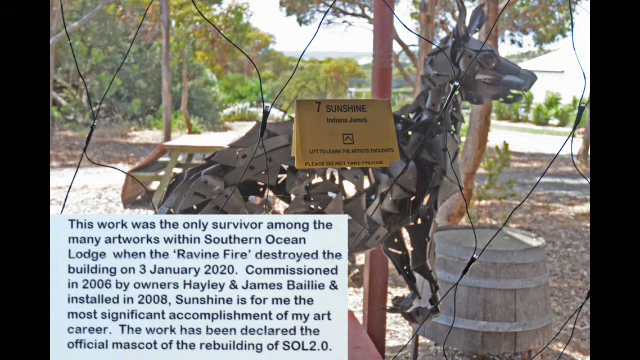 7 SUNSHINE
Indiana James
LIFT TO LEARN THE ARTISTS THOUGHTS
PLEASE DO NOT TAKE PHOTOS
This work was the only survivor among the
many artworks within Southern Ocean
Lodge when the ‘Ravine Fire’ destroyed the
building on 3 January 2020. Commissioned
in 2006 by owners Hayley & James Baillie &
installed in 2008, Sunshine is for me the
most significant accomplishment of my art
career. The work has been declared the
official mascot of the rebuilding of SOL2.0.